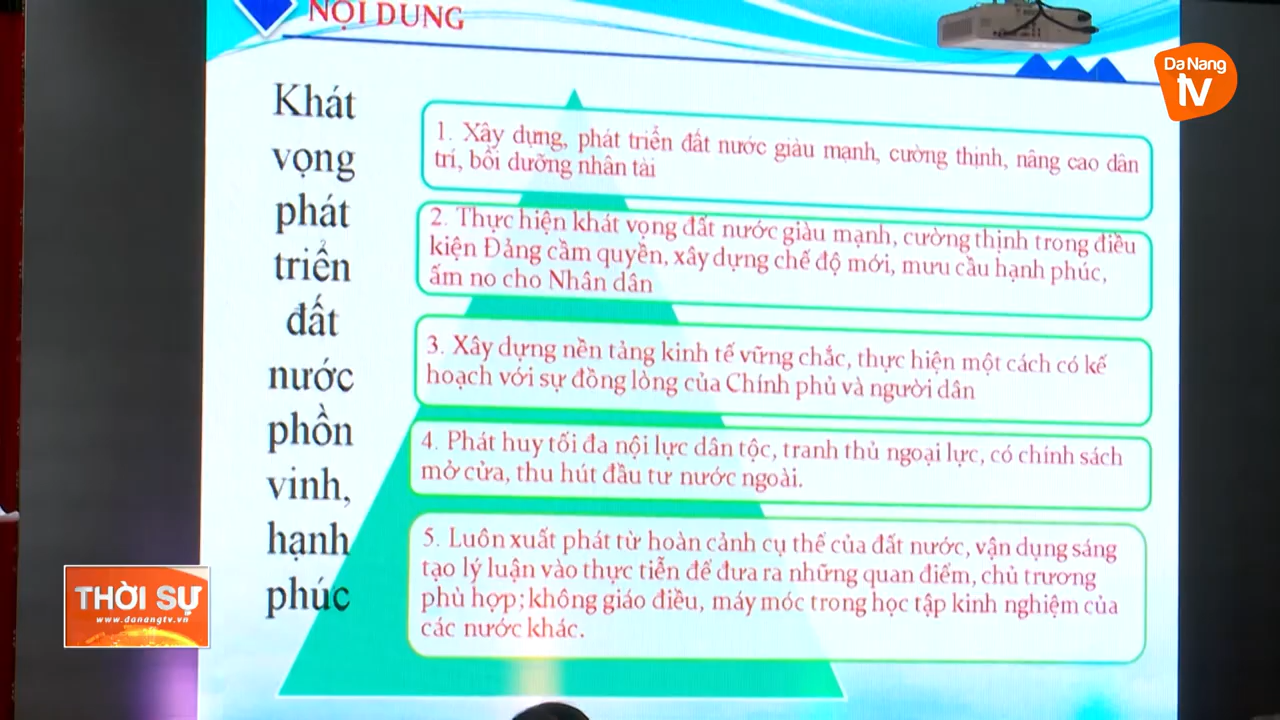 NỘI DUNG
Da Nang
tv
Khát
vọng
phát
triển
đất
nước
phồn
vinh,
hạnh
phúc
1. Xây dựng, phát triển đất nước giàu mạnh, cường thịnh, nâng cao dân
trí, bồi dưỡng nhân tài
2. Thực hiện khát vọng đất nước giàu mạnh, cường thịnh trong điều
kiện Đảng cầm quyền, xây dựng chế độ mới, mưu cầu hạnh phúc,
ấm no cho Nhân dân
3. Xây dựng nền tảng kinh tế vững chắc, thực hiện một cách có kế
hoạch với sự đồng lòng của Chính phủ và người dân
4. Phát huy tối đa nội lực dân tộc, tranh thủ ngoại lực, có chính sách
mở cửa, thu hút đầu tư nước ngoài.
5. Luôn xuất phát từ hoàn cảnh cụ thể của đất nước, vận dụng sáng
tạo lý luận vào thực tiễn để đưa ra những quan điểm, chủ trương
phù hợp; không giáo điều, máy móc trong học tập kinh nghiệm của
các nước khác.
THỜI SỰ
www.danangtv.vn